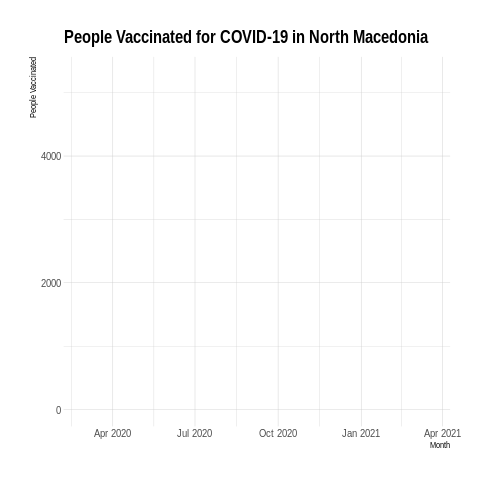 People Vaccinated for COVID-19 in North Macedonia
People Vaccinated
4000
2000
0
Apr 2020 Jul 2020 Oct 2020 Jan 2021 Apr 2021
Month